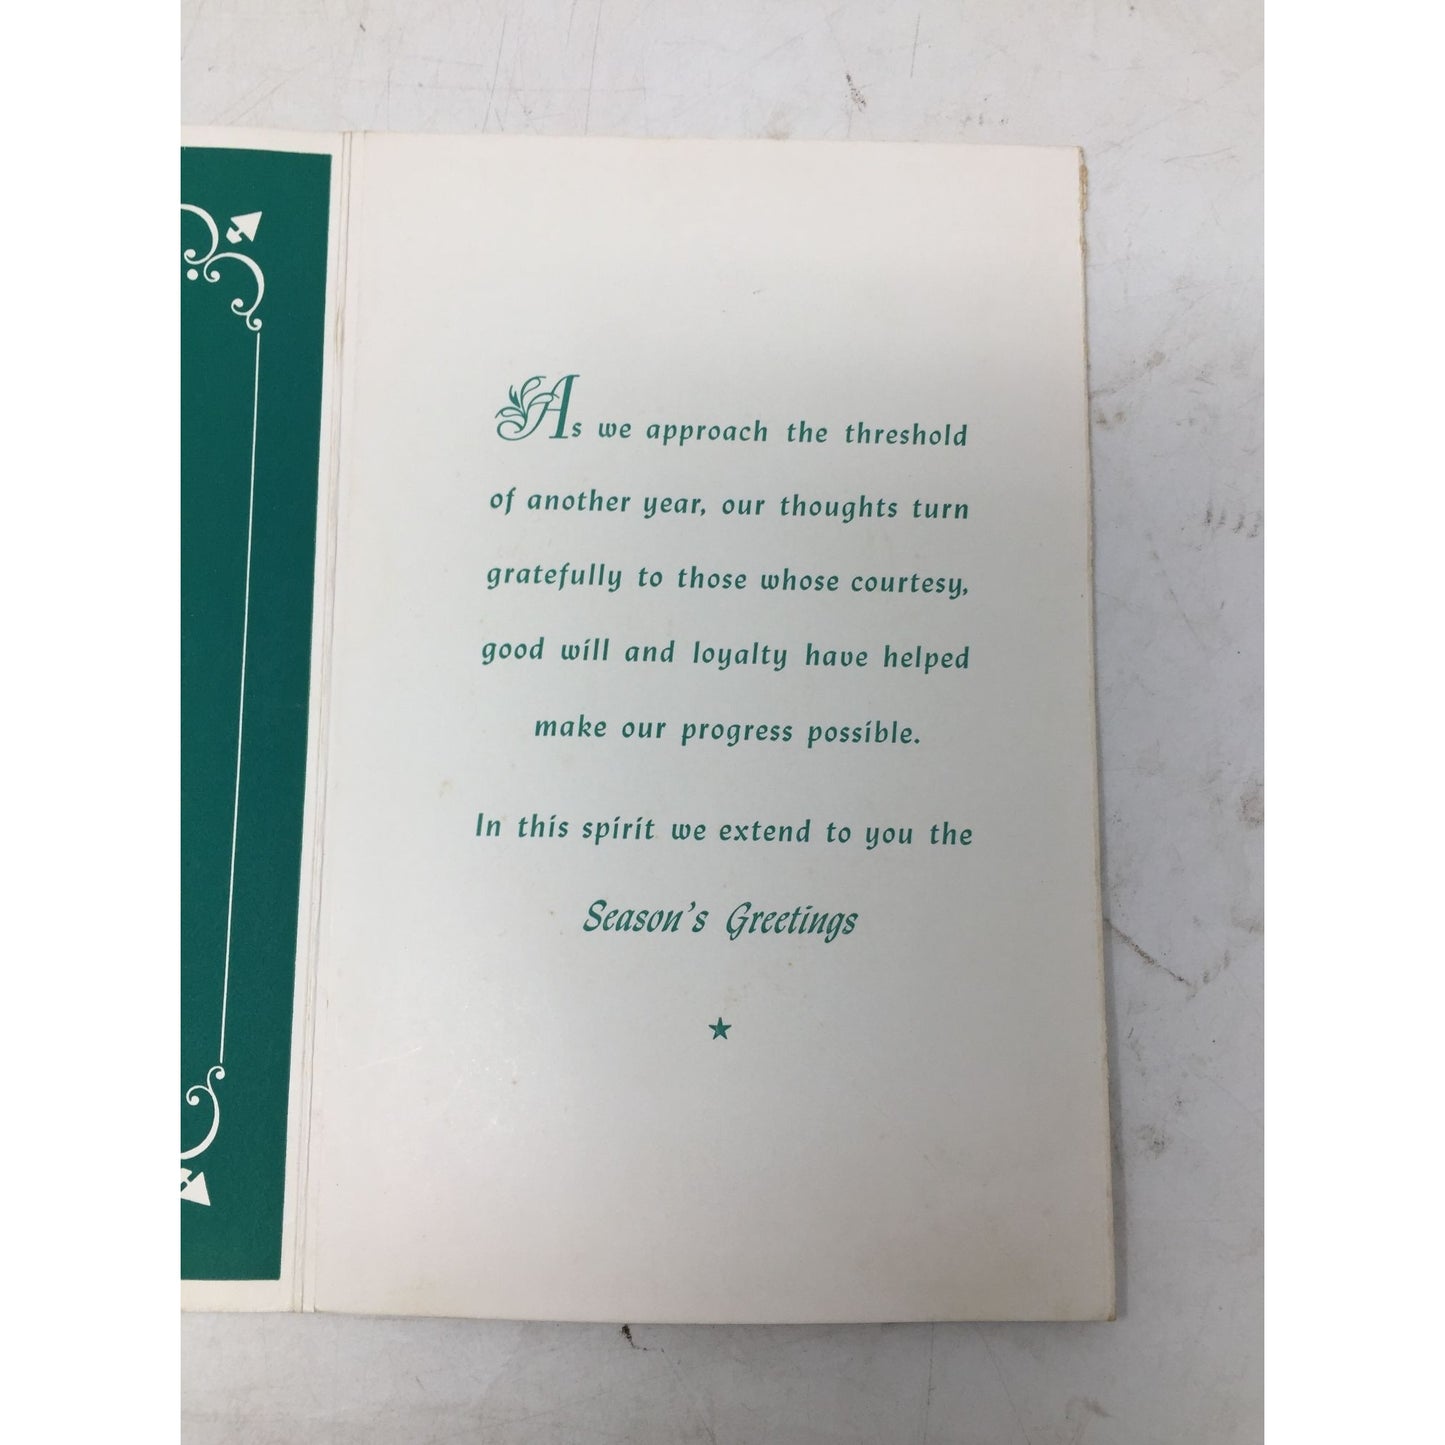 As we approach the threshold
of another year, our thoughts turn
gratefully to those whose courtesy,
good will and loyalty have helped
make our progress possible.
In this spirit we extend to you the
Season's Greetings